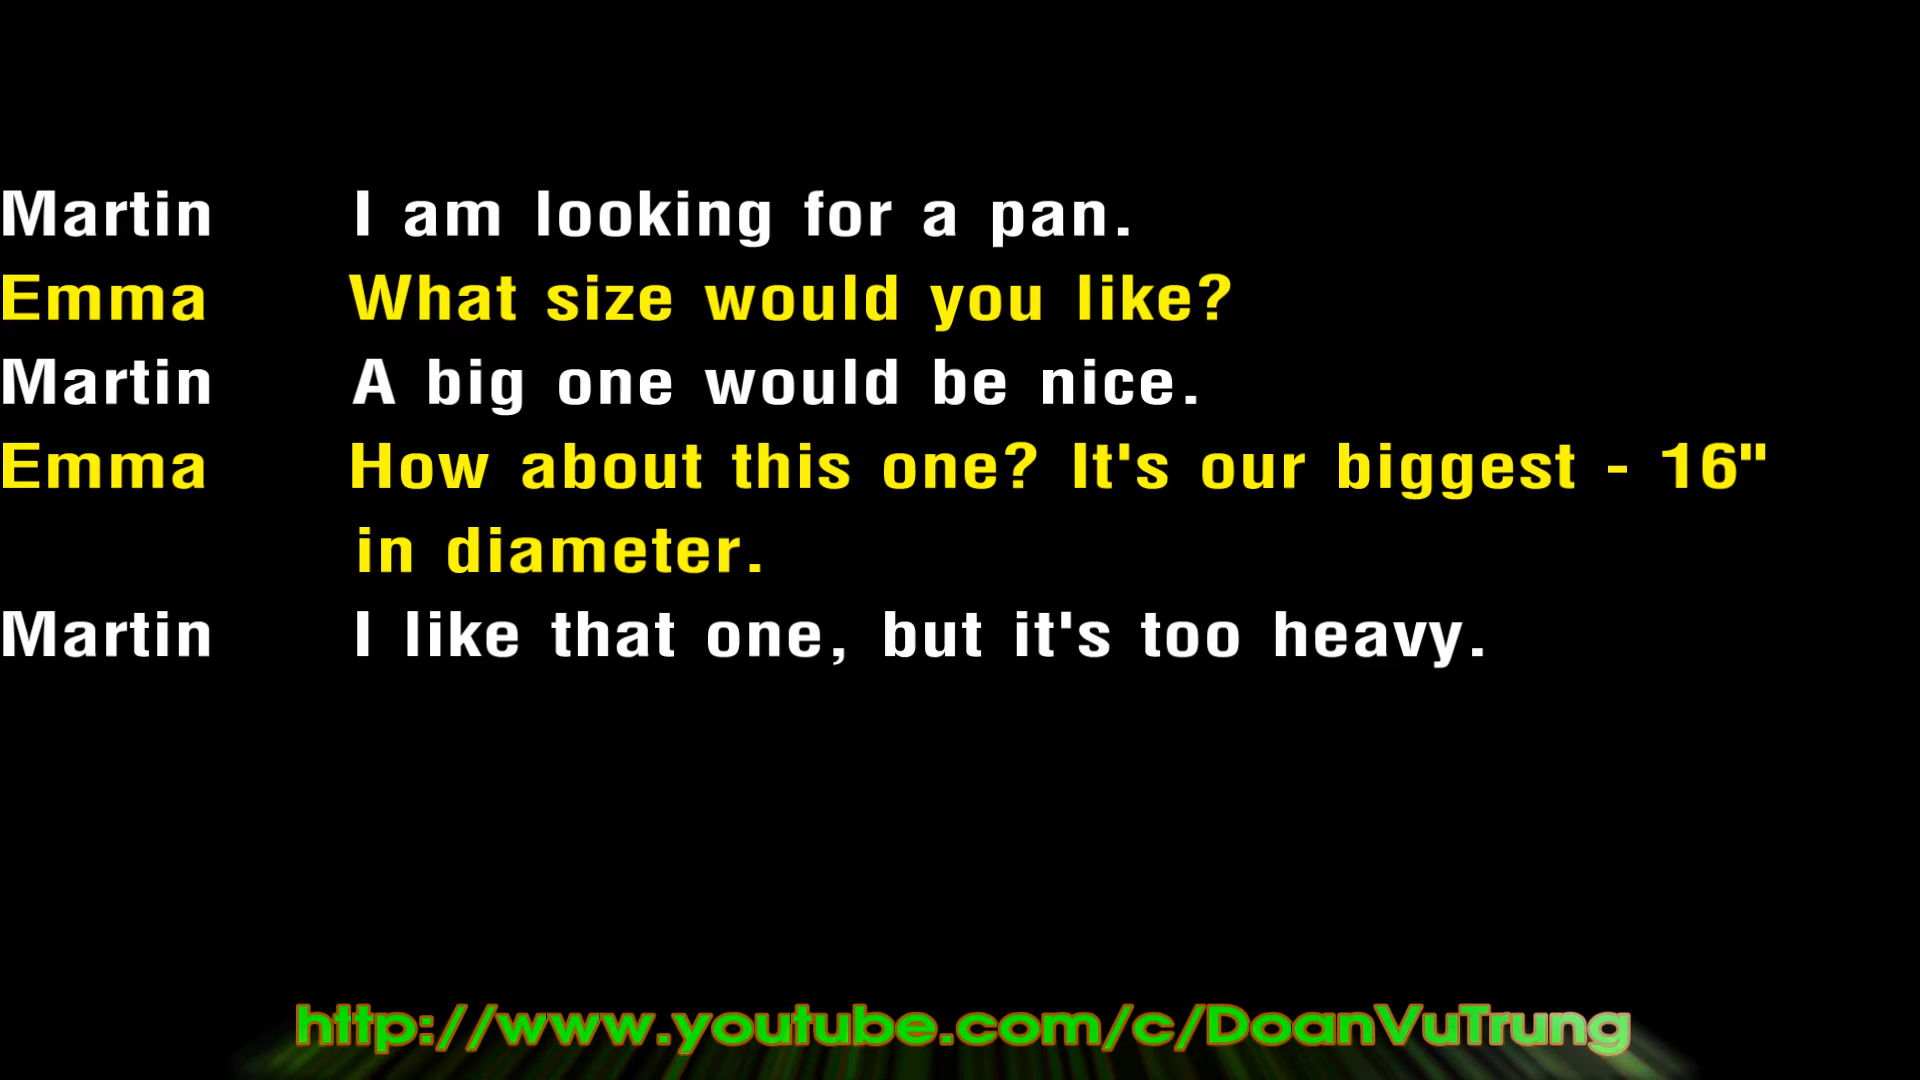 Martin I am looking for a pan.
Emma What size would you like?
Martin A big one would be nice.
Emma How about this one? It's our biggest - 16"
in diameter.
Martin I like that one, but it's too heavy.
http://www.youtube.com/c/DoanVuTrung